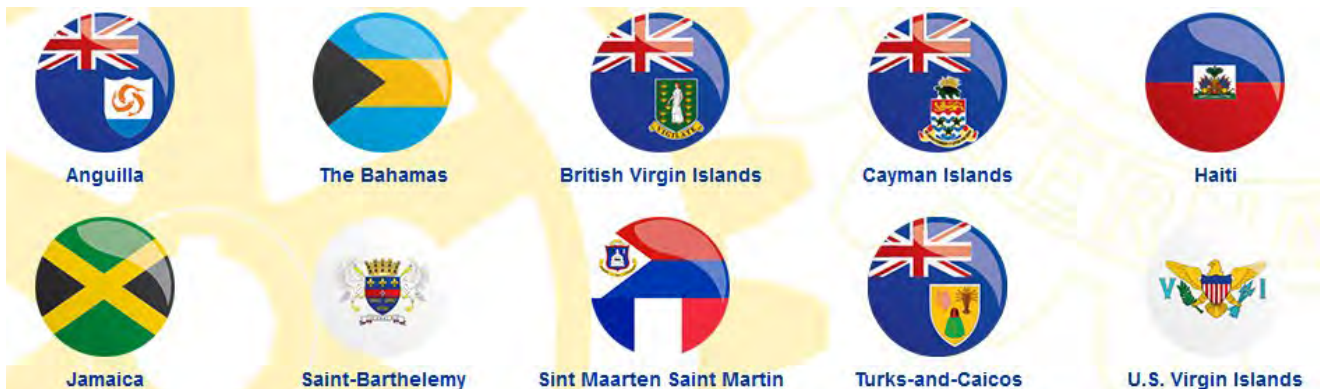 Anguilla
The Bahamas
British Virgin Islands
VIGILATE
Cayman Islands
Haiti
Jamaica
Saint-Barthelemy
Sint Maarten Saint Martin
Turks-and-Caicos
V I
U.S. Virgin Islands